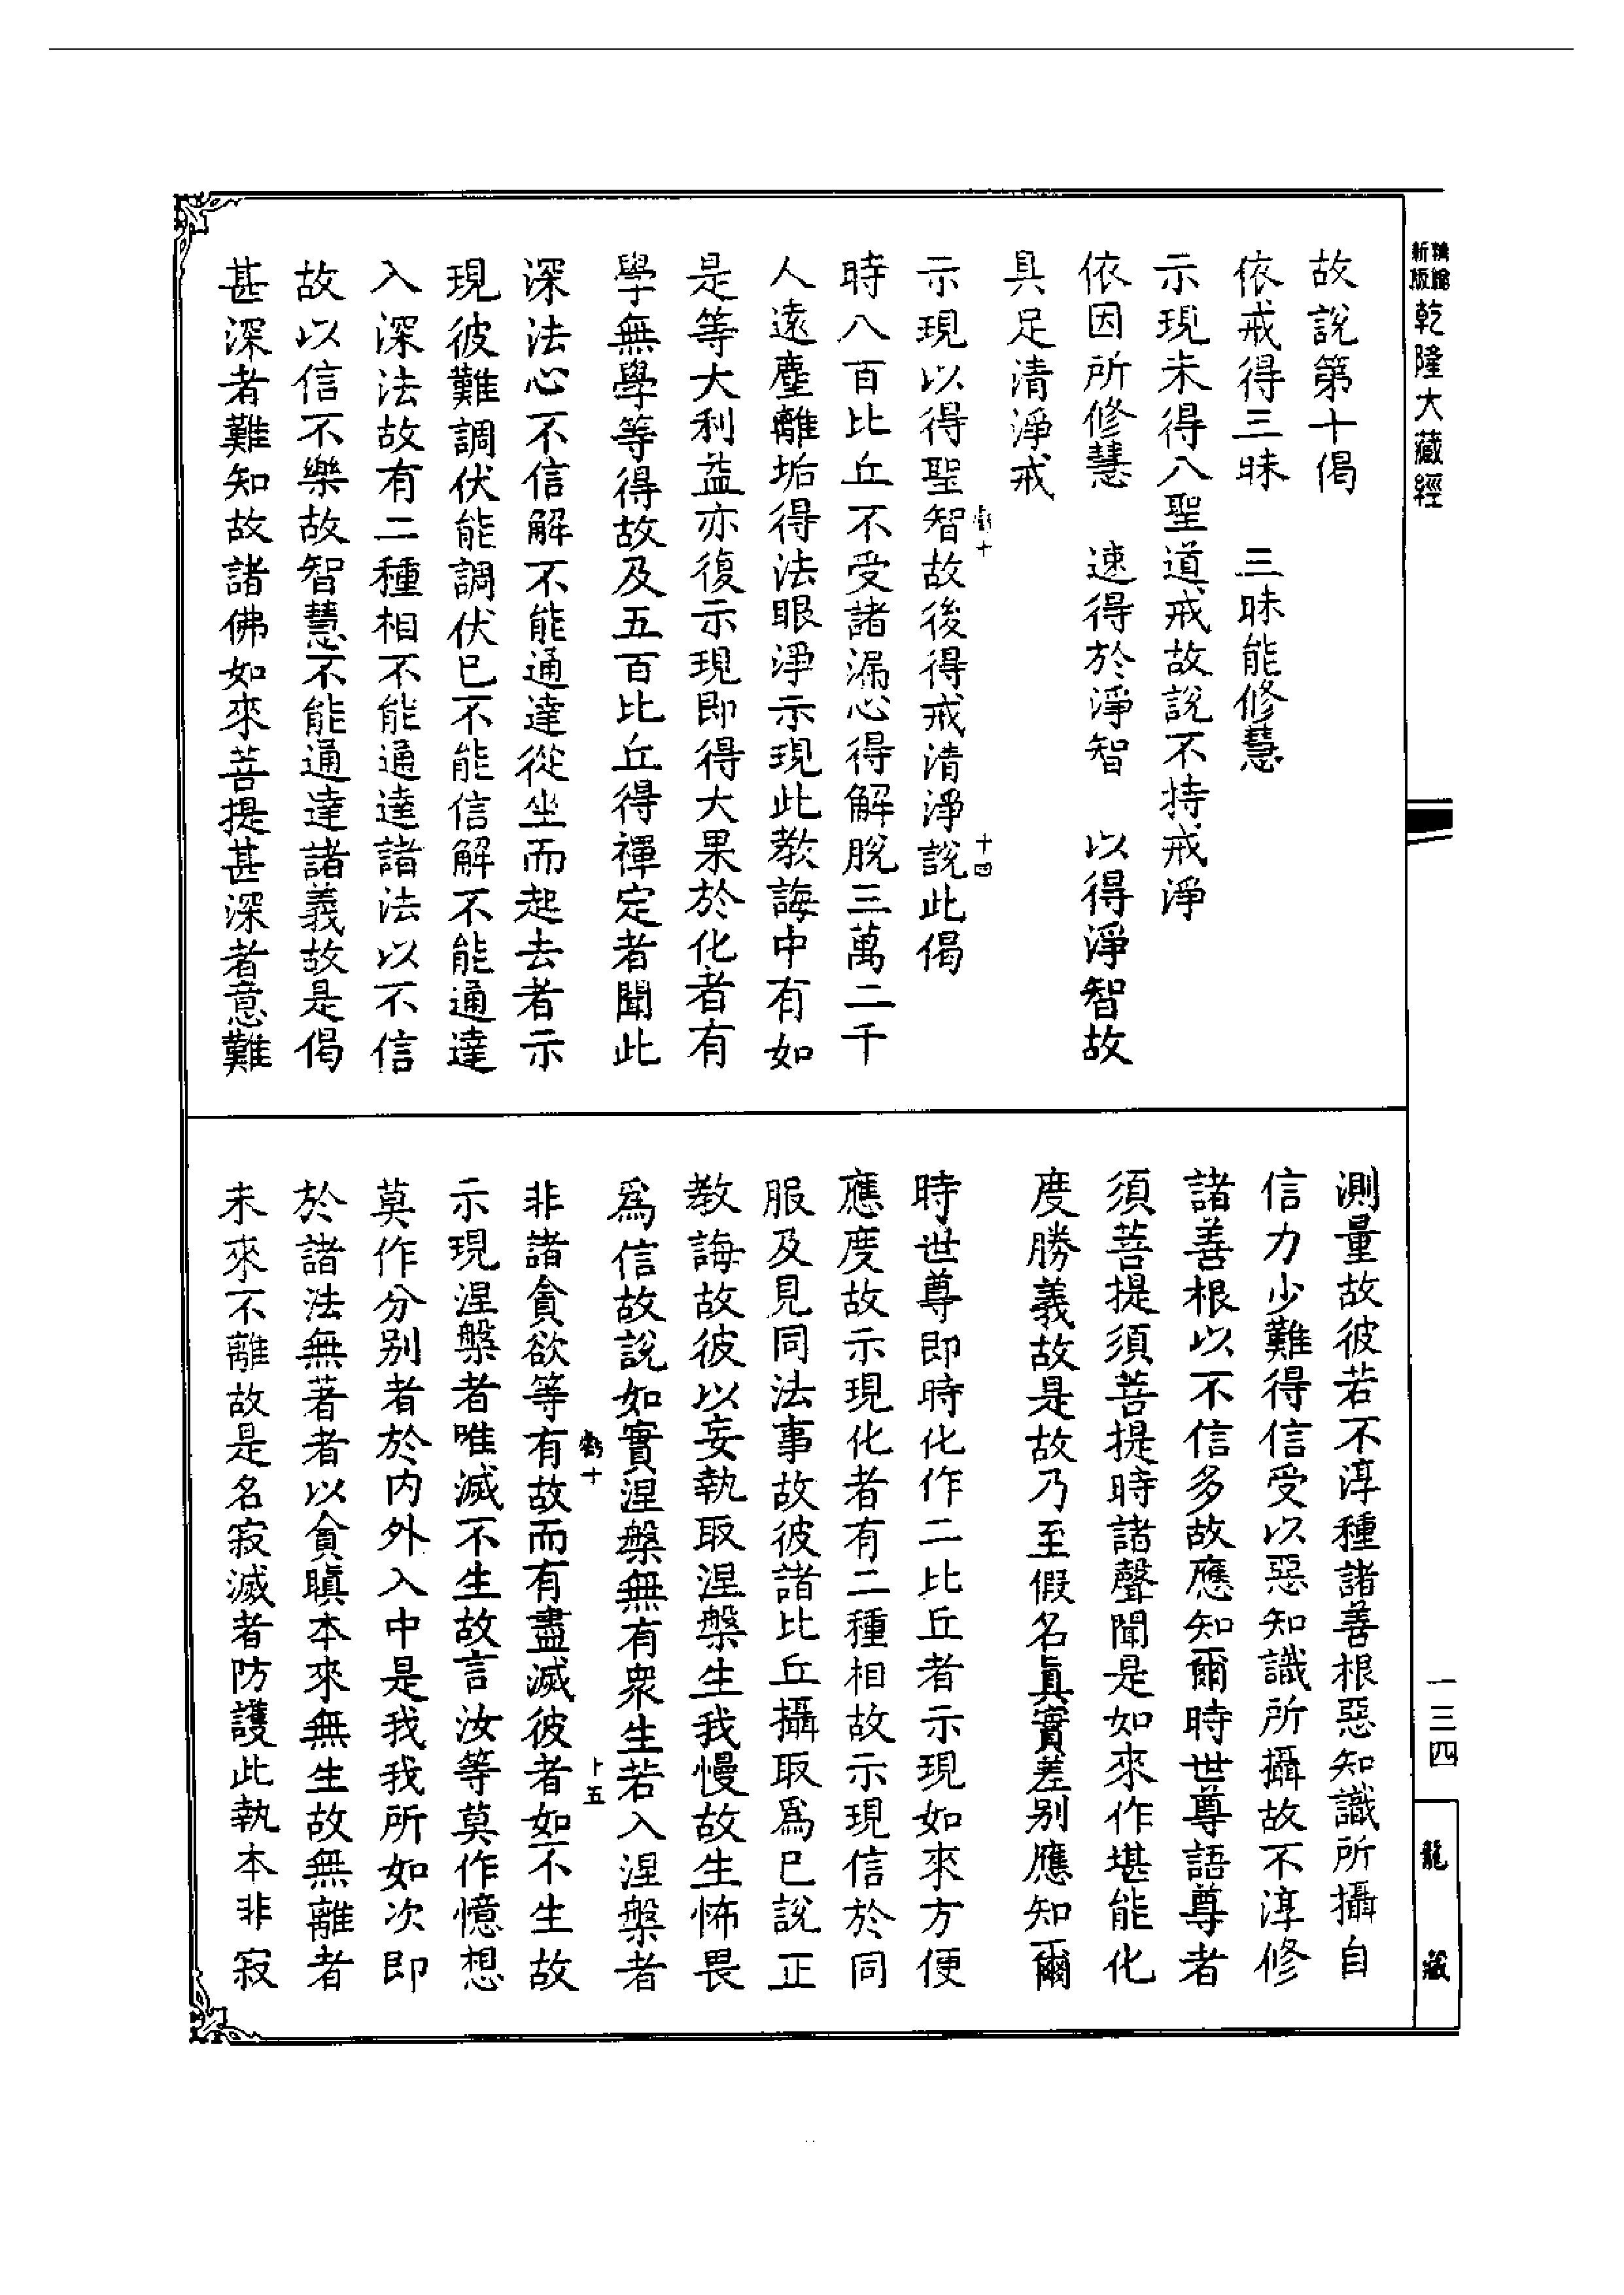 新版
乾隆大藏經
故說第十偈
依戒得三昧　三昧能修慧
示現未得八聖道戒故說不持戒淨
依因所修慧　速得於淨智　以得淨智故
具足清淨戒
示現以得聖智故後得戒清淨說此偈
十四
時八百比丘不受諸漏心得解脫三萬二千
人遠塵離垢得法眼淨示現此教誨中有如
是等大利益亦復示現即得大果於化者有
學無學等得故及五百比丘得禪定者聞此
深法心不信解不能通達從坐而起去者示
現彼難調伏能調伏已不能信解不能通達
入深法故有二種相不能通達諸法以不信
故以信不樂故智慧不能通達諸義故是偈
甚深者難知故諸佛如來菩提甚深者意難
測量故彼若不淳種諸善根惡知識所攝自
信力少難得信受以惡知識所攝故不淳修
諸善根以不信多故應知爾時世尊語尊者
須菩提須菩提時諸聲聞是如來作堪能化
度勝義故是故乃至假名真實差別應知爾
時世尊即時化作二比丘者示現如來方便
應度故示現化者有二種相故示現信於同
服及見同法事故彼諸比丘攝取爲已說正
教誨故彼以妄執取涅槃生我慢故生怖畏
爲信故說如實涅槃無有衆生若入涅槃者
十五
非諸貪欲等有故而有盡滅彼者如不生故
示現涅槃者唯滅不生故言汝等莫作憶想
莫作分別者於內外入中是我我所如次即
於諸法無著者以貪瞋本來無生故無離者
未來不離故是名寂滅者防護此執本非寂
一三四
龍藏